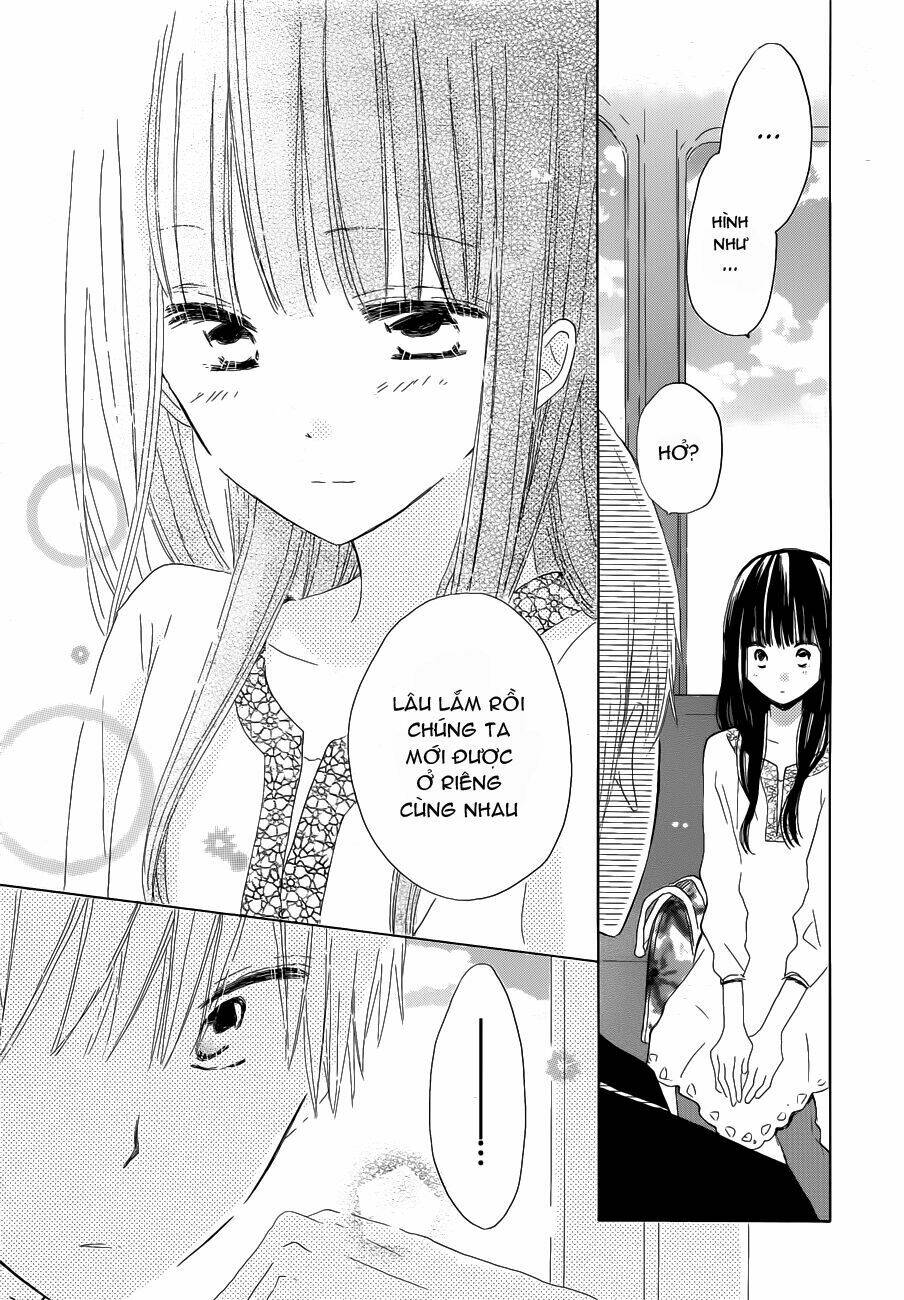 ...
HÌNH
NHƯ
...
HỞ?
LÂU LẮM RỒI
CHÚNG TA
MỚI ĐƯỢC
Ở RIÊNG
CÙNG NHAU
...